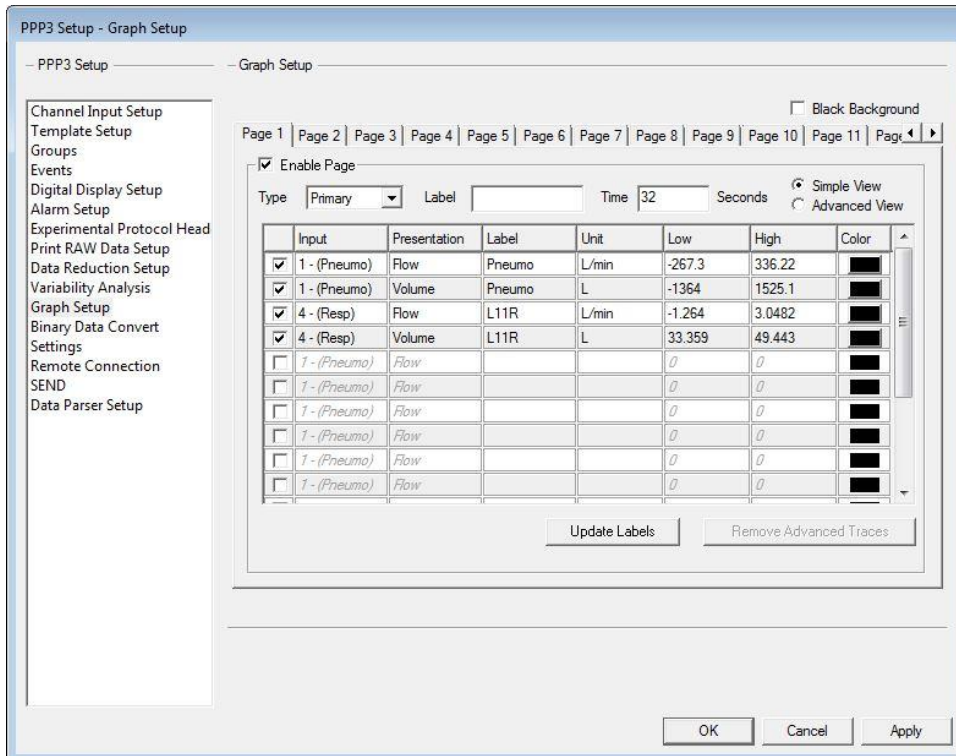 PPP3 Setup - Graph Setup
PPP3 Setup
Graph Setup
Channel Input Setup
Template Setup
Groups
Events
Digital Display Setup
Alarm Setup
Experimental Protocol Head
Print RAW Data Setup
Data Reduction Setup
Variability Analysis
Graph Setup
Binary Data Convert
Settings
Remote Connection
SEND
Data Parser Setup
Black Background
Page 1 Page 2 Page 3 Page 4 Page 5 Page 6 Page 7 Page 8 Page 9 Page 10 Page 11 Page
Enable Page
Type Primary Label Time 32 Seconds Simple View
Advanced View
Input Presentation Label Unit Low High Color
1 - (Pneumo) Flow Pneumo L/min -267.3 336.22
1 - (Pneumo) Volume Pneumo L -1364 1525.1
4 - (Resp) Flow L11R L/min -1.264 3.0482
4 - (Resp) Volume L11R L 33.359 49.443
1 - (Pneumo) Flow 0 0
1 - (Pneumo) Flow 0 0
1 - (Pneumo) Flow 0 0
1 - (Pneumo) Flow 0 0
1 - (Pneumo) Flow 0 0
1 - (Pneumo) Flow 0 0
Update Labels Remove Advanced Traces
OK Cancel Apply